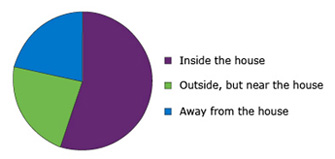 Inside the house
Outside, but near the house
Away from the house